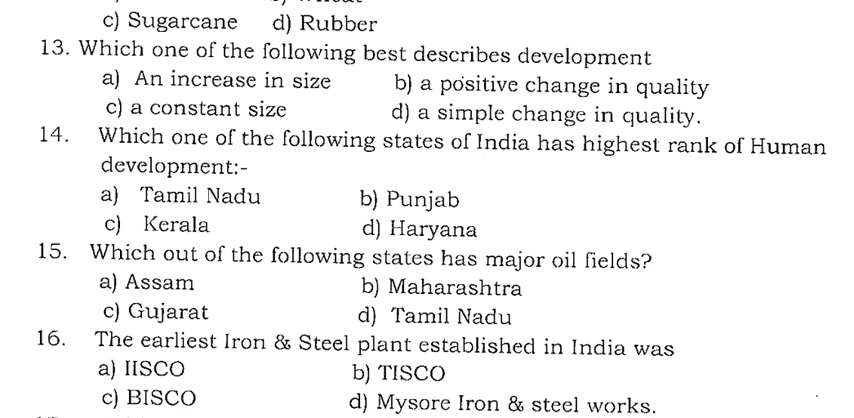 c) Sugarcane d) Rubber
13. Which one of the following best describes development
a) An increase in size b) a positive change in quality
c) a constant size d) a simple change in quality.
14. Which one of the following states of India has highest rank of Human
development:-
a) Tamil Nadu b) Punjab
c) Kerala d) Haryana
15. Which out of the following states has major oil fields?
a) Assam b) Maharashtra
c) Gujarat d) Tamil Nadu
16. The earliest Iron & Steel plant established in India was
a) IISCO b) TISCO
c) BISCO d) Mysore Iron & steel works.